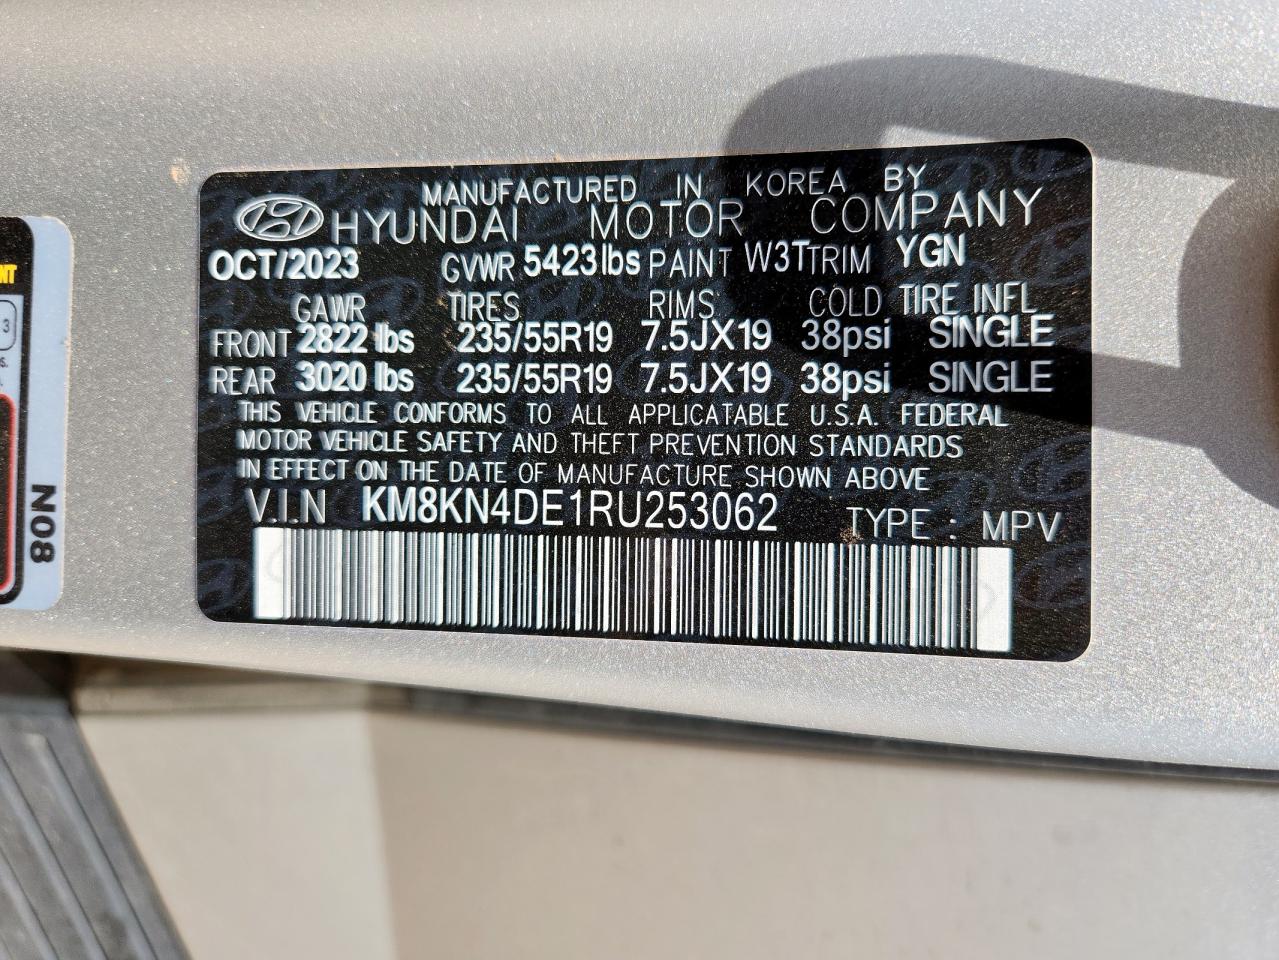 MANUFACTURED IN KOREA BY
HYUNDAI MOTOR COMPANY
OCT/2023 GVWR 5423lbs PAINT W3T TRIM YGN
GAWR TIRES RIMS COLD TIRE INFL
FRONT 2822 lbs 235/55R19 7.5JX19 38psi SINGLE
REAR 3020 lbs 235/55R19 7.5JX19 38psi SINGLE
THIS VEHICLE CONFORMS TO ALL APPLICATABLE U.S.A. FEDERAL
MOTOR VEHICLE SAFETY AND THEFT PREVENTION STANDARDS
IN EFFECT ON THE DATE OF MANUFACTURE SHOWN ABOVE
V.I.N KM8KN4DE1RU253062 TYPE : MPV
NT
3
N08